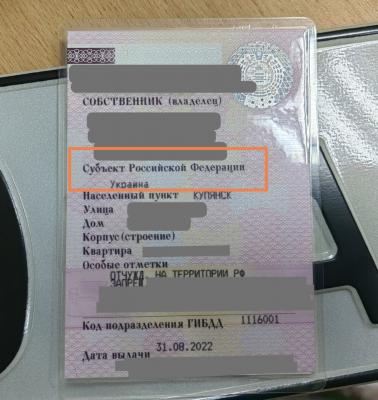 СОБСТВЕННИК (владелец)
Субъект Российской Федерации
Украина
Населенный пункт КУПЯНСК
Улица
Дом
Корпус(строение)
Квартира
Особые отметки
ОТЧУЖД. НА ТЕРРИТОРИИ РФ
ЗАПРЕЩ
Код подразделения ГИБДД 1116001
Дата выдачи 31.08.2022